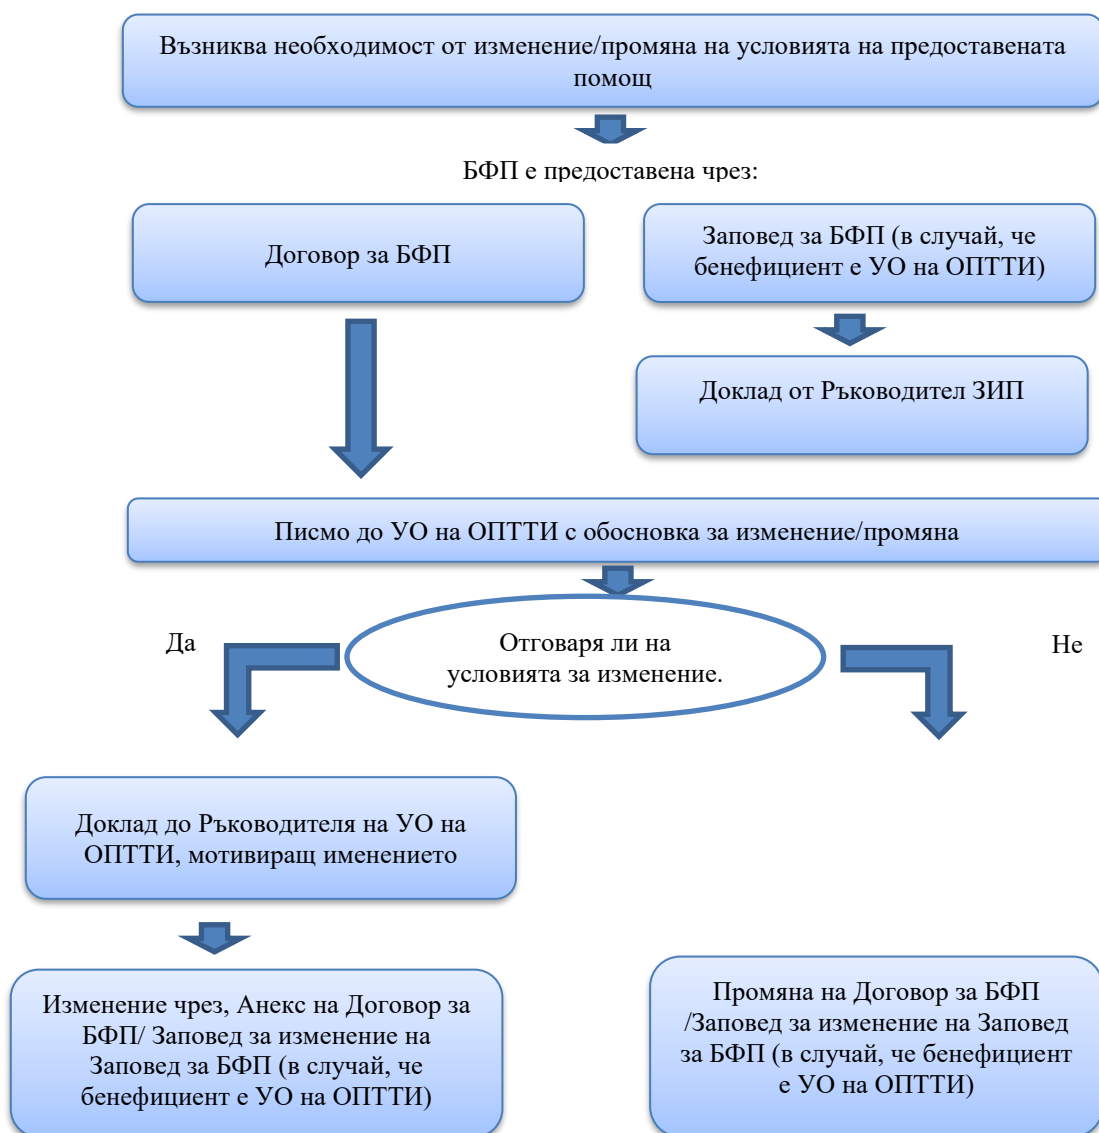 Възниква необходимост от изменение/промяна на условията на предоставената
помощ
БФП е предоставена чрез:
Договор за БФП
Заповед за БФП (в случай, че
бенефициент е УО на ОПТТИ)
Доклад от Ръководител ЗИП
Писмо до УО на ОПТТИ с обосновка за изменение/промяна
Да
Отговаря ли на
условията за изменение.
Не
Доклад до Ръководителя на УО на
ОПТТИ, мотивиращ именението
Изменение чрез, Анекс на Договор за
БФП/ Заповед за изменение на
Заповед за БФП (в случай, че
бенефициент е УО на ОПТТИ)
Промяна на Договор за БФП
/Заповед за изменение на Заповед
за БФП (в случай, че бенефициент
е УО на ОПТТИ)